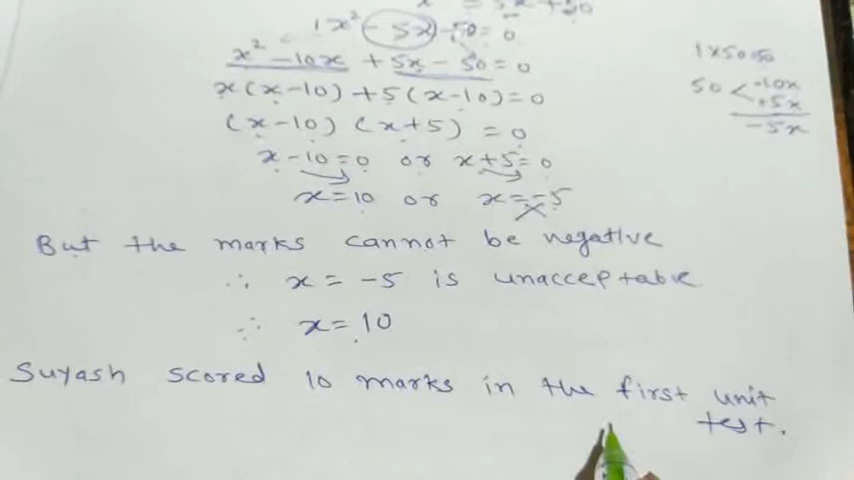 1x² - 5x - 50 = 0
x² - 10x + 5x - 50 = 0
x(x - 10) + 5(x - 10) = 0
(x - 10) (x + 5) = 0
x - 10 = 0 or x + 5 = 0
x = 10 or x = -5
But the marks cannot be negative
∴ x = -5 is unacceptable
∴ x = 10
Suyash scored 10 marks in the first unit
test.
1 x 50 = 50
50 < -10x
+5x
-5x